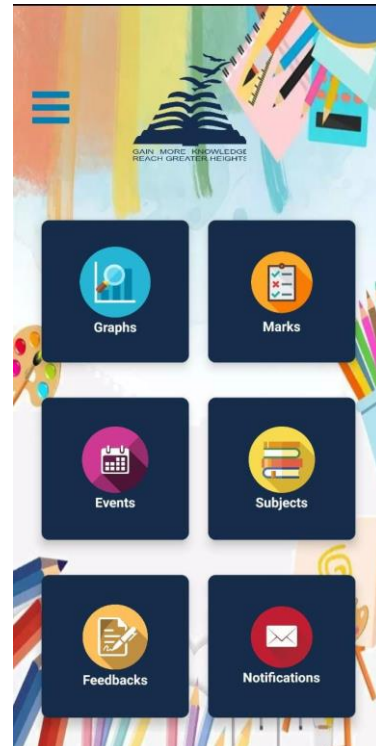 GAIN MORE KNOWLEDGE
REACH GREATER HEIGHTS
Graphs
Marks
Events
Subjects
Feedbacks
Notifications